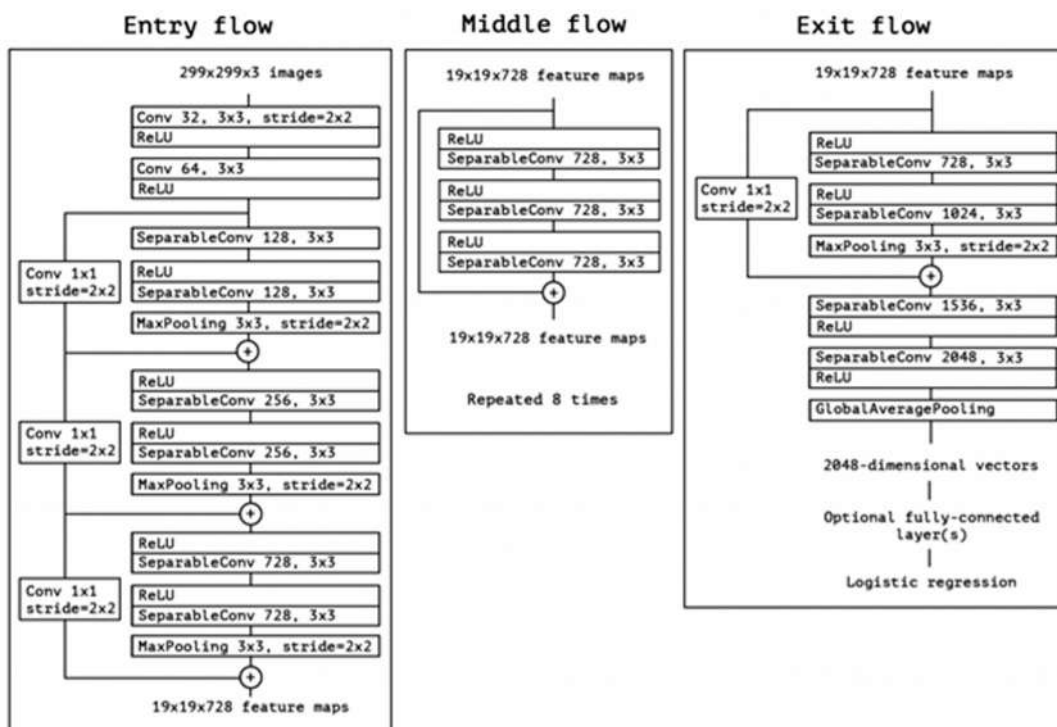 Entry flow
299x299x3 images
Conv 32, 3x3, stride=2x2
ReLU
Conv 64, 3x3
ReLU
SeparableConv 128, 3x3
Conv 1x1
stride=2x2
ReLU
SeparableConv 128, 3x3
MaxPooling 3x3, stride=2x2
+
ReLU
SeparableConv 256, 3x3
Conv 1x1
stride=2x2
ReLU
SeparableConv 256, 3x3
MaxPooling 3x3, stride=2x2
+
ReLU
SeparableConv 728, 3x3
Conv 1x1
stride=2x2
ReLU
SeparableConv 728, 3x3
MaxPooling 3x3, stride=2x2
+
19x19x728 feature maps
Middle flow
19x19x728 feature maps
ReLU
SeparableConv 728, 3x3
ReLU
SeparableConv 728, 3x3
ReLU
SeparableConv 728, 3x3
+
19x19x728 feature maps
Repeated 8 times
Exit flow
19x19x728 feature maps
ReLU
SeparableConv 728, 3x3
Conv 1x1
stride=2x2
ReLU
SeparableConv 1024, 3x3
MaxPooling 3x3, stride=2x2
+
SeparableConv 1536, 3x3
ReLU
SeparableConv 2048, 3x3
ReLU
GlobalAveragePooling
2048-dimensional vectors
Optional fully-connected
layer(s)
Logistic regression